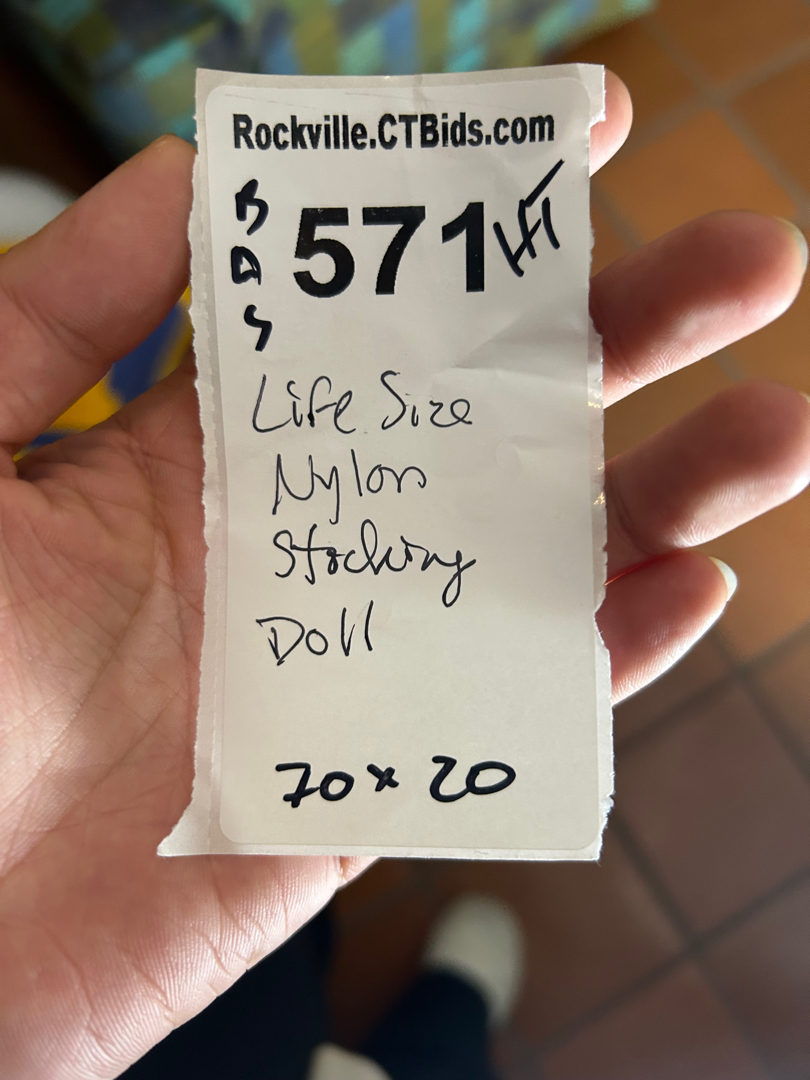 Rockville.CTBids.com
571
Life Size
Nylon
Stocking
Doll
70 x 20